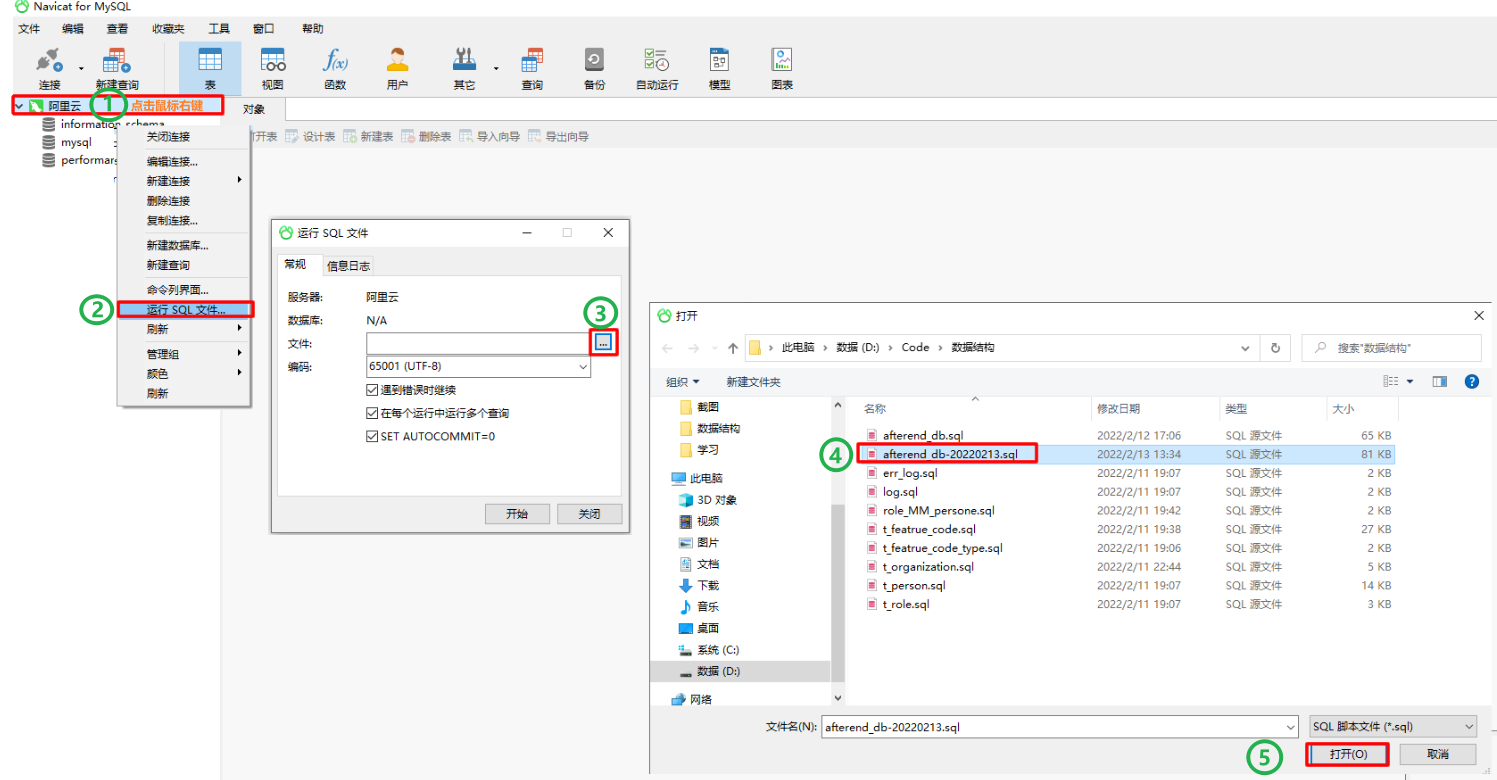 Navicat for MySQL
文件 编辑 查看 收藏夹 工具 窗口 帮助
连接 新建查询 表 视图 函数 用户 其它 查询 备份 自动运行 模型 图表
f(x)
阿里云 ① 点击鼠标右键
对象
information_schema
mysql
关闭连接
编辑连接...
新建连接
删除连接
复制连接...
新建数据库...
新建查询
命令列界面...
② 运行 SQL 文件...
刷新
管理组
颜色
刷新
开表 设计表 新建表 删除表 导入向导 导出向导
运行 SQL 文件
常规 信息日志
服务器: 阿里云
数据库: N/A
③
文件: ...
编码: 65001 (UTF-8)
遇到错误时继续
在每个运行中运行多个查询
SET AUTOCOMMIT=0
开始 关闭
打开
此电脑 › 数据 (D:) › Code › 数据结构
搜索"数据结构"
组织 新建文件夹
截图
数据结构
学习
此电脑
3D 对象
视频
图片
文档
下载
音乐
桌面
系统 (C:)
数据 (D:)
网络
名称 修改日期 类型 大小
afterend_db.sql 2022/2/12 17:06 SQL 源文件 65 KB
④ afterend_db-20220213.sql 2022/2/13 13:34 SQL 源文件 81 KB
err_log.sql 2022/2/11 19:07 SQL 源文件 2 KB
log.sql 2022/2/11 19:07 SQL 源文件 2 KB
role_MM_persone.sql 2022/2/11 19:42 SQL 源文件 2 KB
t_featrue_code.sql 2022/2/11 19:38 SQL 源文件 27 KB
t_featrue_code_type.sql 2022/2/11 19:06 SQL 源文件 2 KB
t_organization.sql 2022/2/11 22:44 SQL 源文件 5 KB
t_person.sql 2022/2/11 19:07 SQL 源文件 14 KB
t_role.sql 2022/2/11 19:07 SQL 源文件 3 KB
文件名(N): afterend_db-20220213.sql SQL 脚本文件 (*.sql)
⑤ 打开(O) 取消